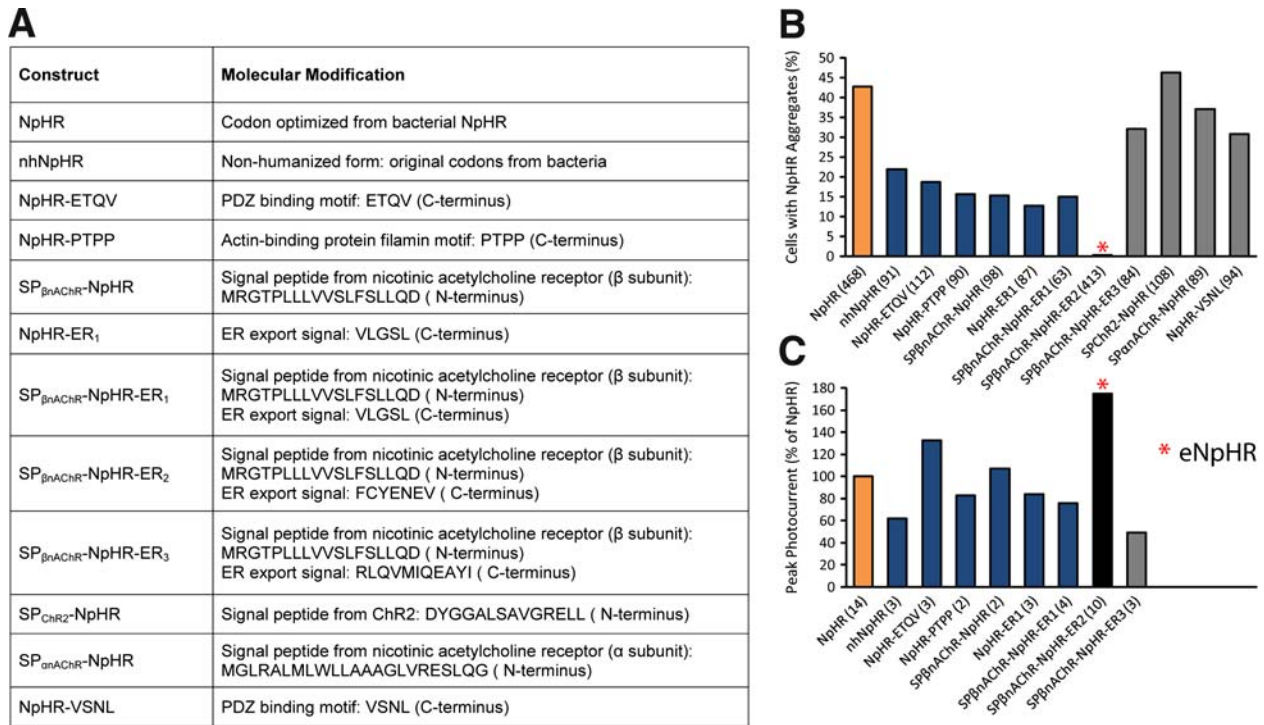 A
Construct Molecular Modification
NpHR Codon optimized from bacterial NpHR
nhNpHR Non-humanized form: original codons from bacteria
NpHR-ETQV PDZ binding motif: ETQV (C-terminus)
NpHR-PTPP Actin-binding protein filamin motif: PTPP (C-terminus)
SPβnAChR-NpHR Signal peptide from nicotinic acetylcholine receptor (β subunit):
MRGTPLLLVVSLFSLLQD ( N-terminus)
NpHR-ER1 ER export signal: VLGSL (C-terminus)
SPβnAChR-NpHR-ER1 Signal peptide from nicotinic acetylcholine receptor (β subunit):
MRGTPLLLVVSLFSLLQD ( N-terminus)
ER export signal: VLGSL (C-terminus)
SPβnAChR-NpHR-ER2 Signal peptide from nicotinic acetylcholine receptor (β subunit):
MRGTPLLLVVSLFSLLQD ( N-terminus)
ER export signal: FCYENEV ( C-terminus)
SPβnAChR-NpHR-ER3 Signal peptide from nicotinic acetylcholine receptor (β subunit):
MRGTPLLLVVSLFSLLQD ( N-terminus)
ER export signal: RLQVMIQEAYI ( C-terminus)
SPChR2-NpHR Signal peptide from ChR2: DYGGALSAVGRELL ( N-terminus)
SPαnAChR-NpHR Signal peptide from nicotinic acetylcholine receptor (α subunit):
MGLRALMLWLLAAAGLVRESLQG ( N-terminus)
NpHR-VSNL PDZ binding motif: VSNL (C-terminus)
B
Cells with NpHR Aggregates (%)
50
45
40
35
30
25
20
15
10
5
0
*
NpHR (468)
nhNpHR (91)
NpHR-ETQV (112)
NpHR-PTPP (90)
SPβnAChR-NpHR (98)
NpHR-ER1 (87)
SPβnAChR-NpHR-ER1 (63)
SPβnAChR-NpHR-ER2 (413)
SPβnAChR-NpHR-ER3 (84)
SPChR2-NpHR (108)
SPαnAChR-NpHR (89)
NpHR-VSNL (94)
C
Peak Photocurrent (% of NpHR)
180
160
140
120
100
80
60
40
20
0
*
* eNpHR
NpHR (14)
nhNpHR (3)
NpHR-ETQV (3)
NpHR-PTPP (2)
SPβnAChR-NpHR (2)
NpHR-ER1 (3)
SPβnAChR-NpHR-ER1 (4)
SPβnAChR-NpHR-ER2 (10)
SPβnAChR-NpHR-ER3 (3)